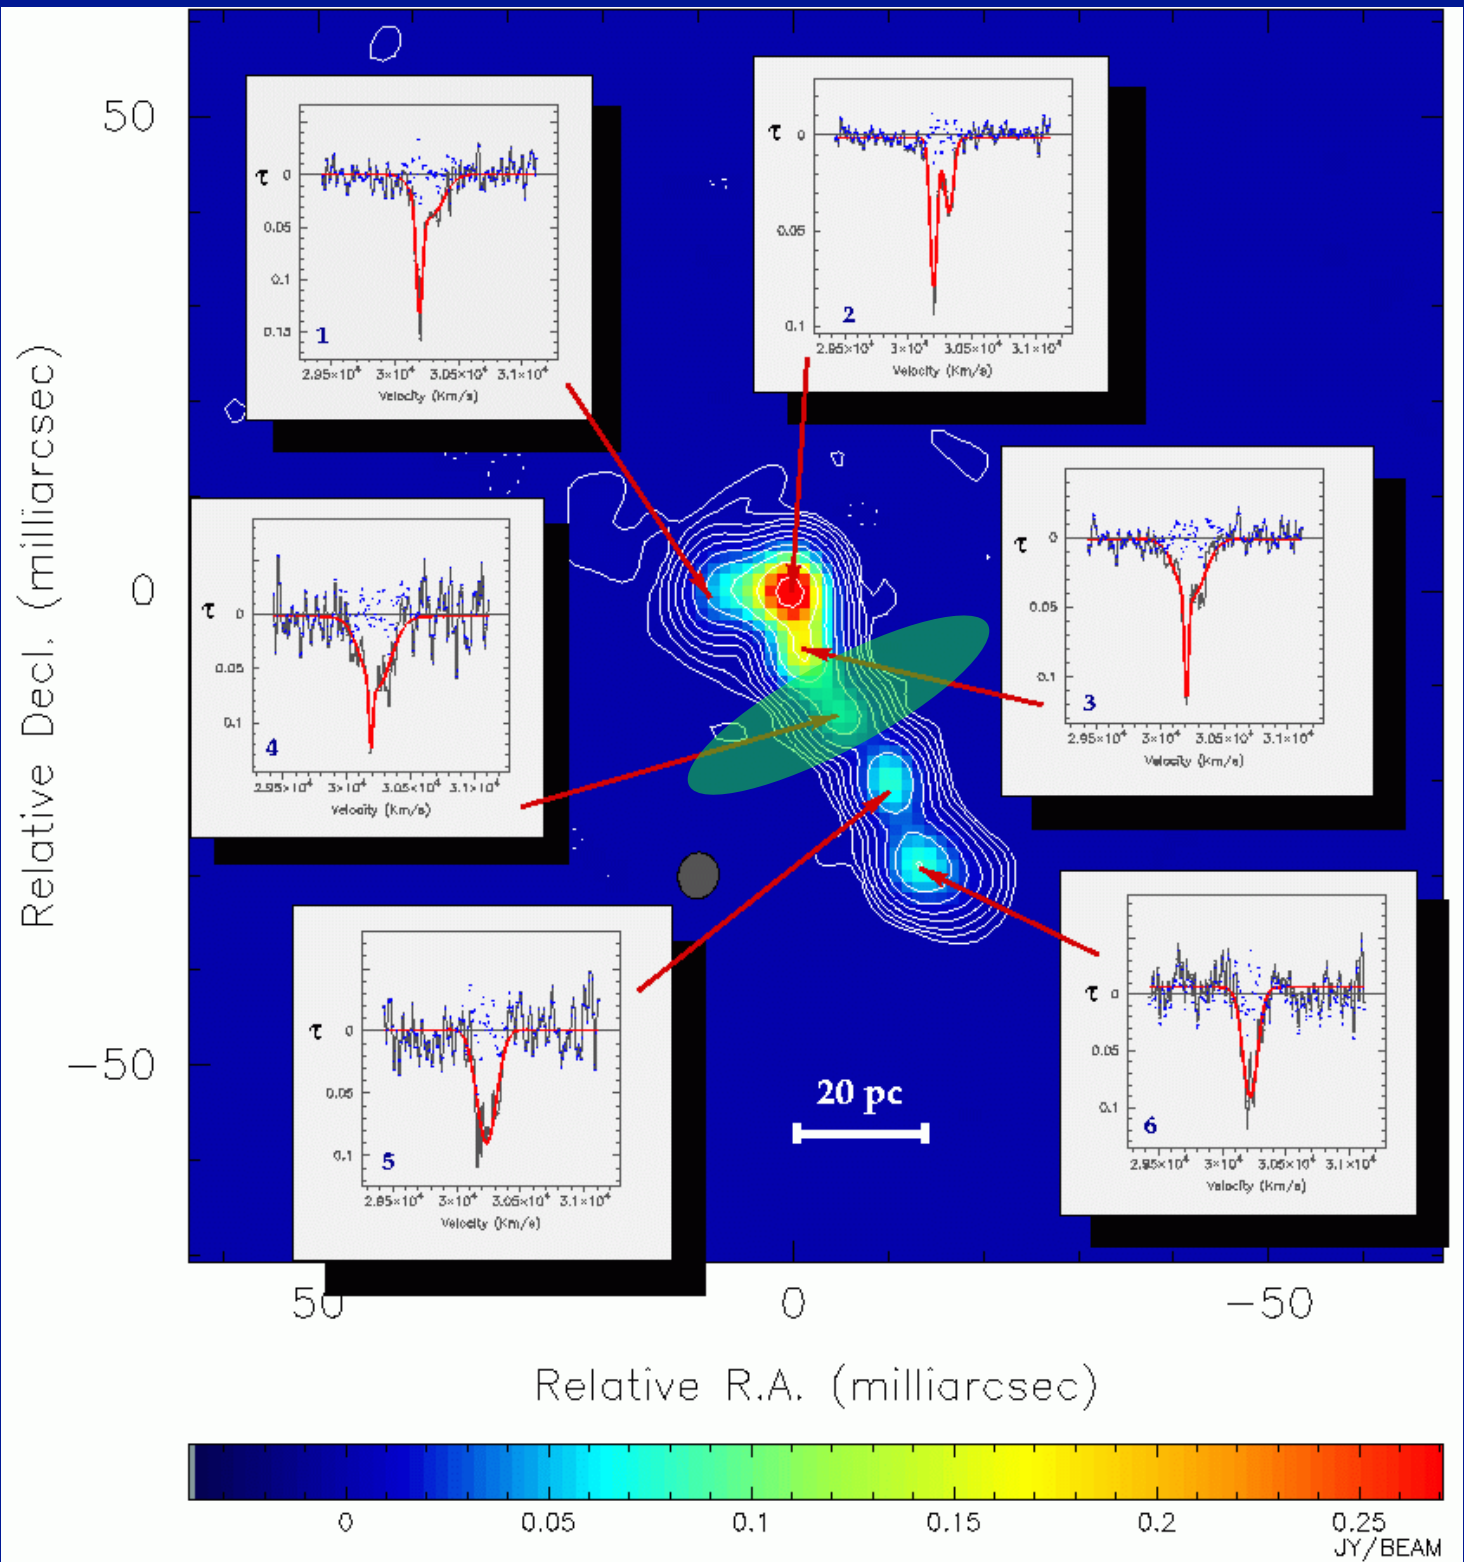 50
0
−50
Relative Decl. (milliarcsec)
τ
0
0.05
0.1
0.15
1
2.95×10⁴ 3×10⁴ 3.05×10⁴ 3.1×10⁴
Velocity (Km/s)
τ
0
0.05
0.1
2
2.95×10⁴ 3×10⁴ 3.05×10⁴ 3.1×10⁴
Velocity (Km/s)
τ
0
0.05
0.1
3
2.95×10⁴ 3×10⁴ 3.05×10⁴ 3.1×10⁴
Velocity (Km/s)
τ
0
0.05
0.1
4
2.95×10⁴ 3×10⁴ 3.05×10⁴ 3.1×10⁴
Velocity (Km/s)
τ
0
0.05
0.1
5
2.95×10⁴ 3×10⁴ 3.05×10⁴ 3.1×10⁴
Velocity (Km/s)
τ
0
0.05
0.1
6
2.95×10⁴ 3×10⁴ 3.05×10⁴ 3.1×10⁴
Velocity (Km/s)
20 pc
50 0 −50
Relative R.A. (milliarcsec)
0 0.05 0.1 0.15 0.2 0.25
JY/BEAM